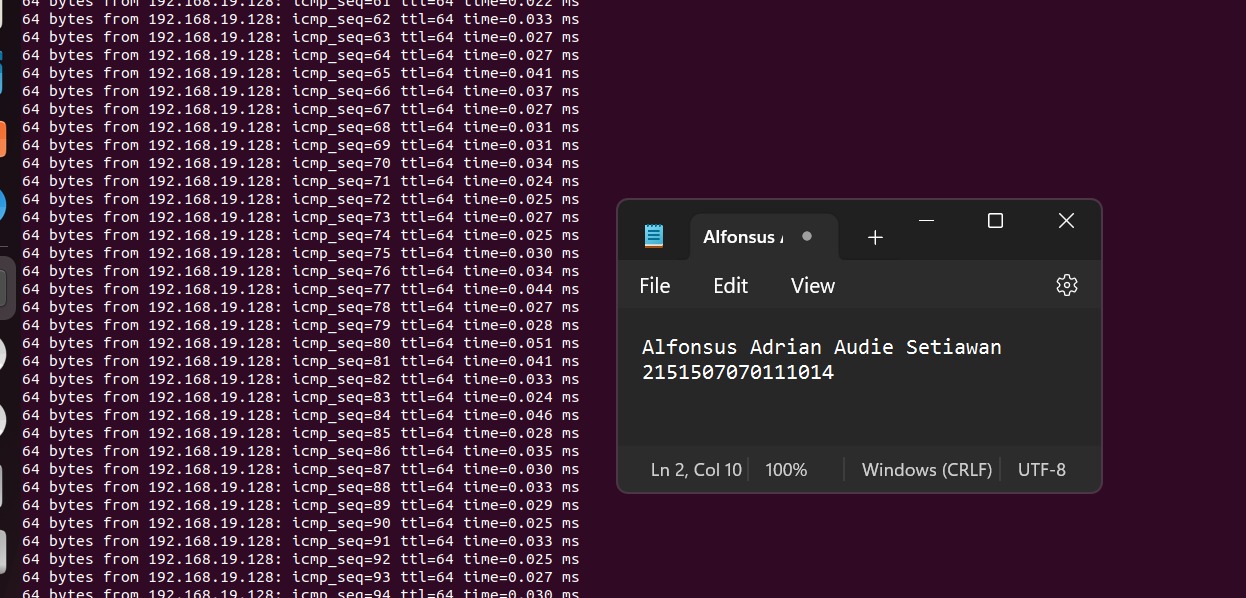 64 bytes from 192.168.19.128: icmp_seq=61 ttl=64 time=0.022 ms
64 bytes from 192.168.19.128: icmp_seq=62 ttl=64 time=0.033 ms
64 bytes from 192.168.19.128: icmp_seq=63 ttl=64 time=0.027 ms
64 bytes from 192.168.19.128: icmp_seq=64 ttl=64 time=0.027 ms
64 bytes from 192.168.19.128: icmp_seq=65 ttl=64 time=0.041 ms
64 bytes from 192.168.19.128: icmp_seq=66 ttl=64 time=0.037 ms
64 bytes from 192.168.19.128: icmp_seq=67 ttl=64 time=0.027 ms
64 bytes from 192.168.19.128: icmp_seq=68 ttl=64 time=0.031 ms
64 bytes from 192.168.19.128: icmp_seq=69 ttl=64 time=0.031 ms
64 bytes from 192.168.19.128: icmp_seq=70 ttl=64 time=0.034 ms
64 bytes from 192.168.19.128: icmp_seq=71 ttl=64 time=0.024 ms
64 bytes from 192.168.19.128: icmp_seq=72 ttl=64 time=0.025 ms
64 bytes from 192.168.19.128: icmp_seq=73 ttl=64 time=0.027 ms
64 bytes from 192.168.19.128: icmp_seq=74 ttl=64 time=0.025 ms
64 bytes from 192.168.19.128: icmp_seq=75 ttl=64 time=0.030 ms
64 bytes from 192.168.19.128: icmp_seq=76 ttl=64 time=0.034 ms
64 bytes from 192.168.19.128: icmp_seq=77 ttl=64 time=0.044 ms
64 bytes from 192.168.19.128: icmp_seq=78 ttl=64 time=0.027 ms
64 bytes from 192.168.19.128: icmp_seq=79 ttl=64 time=0.028 ms
64 bytes from 192.168.19.128: icmp_seq=80 ttl=64 time=0.051 ms
64 bytes from 192.168.19.128: icmp_seq=81 ttl=64 time=0.041 ms
64 bytes from 192.168.19.128: icmp_seq=82 ttl=64 time=0.033 ms
64 bytes from 192.168.19.128: icmp_seq=83 ttl=64 time=0.024 ms
64 bytes from 192.168.19.128: icmp_seq=84 ttl=64 time=0.046 ms
64 bytes from 192.168.19.128: icmp_seq=85 ttl=64 time=0.028 ms
64 bytes from 192.168.19.128: icmp_seq=86 ttl=64 time=0.035 ms
64 bytes from 192.168.19.128: icmp_seq=87 ttl=64 time=0.030 ms
64 bytes from 192.168.19.128: icmp_seq=88 ttl=64 time=0.033 ms
64 bytes from 192.168.19.128: icmp_seq=89 ttl=64 time=0.029 ms
64 bytes from 192.168.19.128: icmp_seq=90 ttl=64 time=0.025 ms
64 bytes from 192.168.19.128: icmp_seq=91 ttl=64 time=0.033 ms
64 bytes from 192.168.19.128: icmp_seq=92 ttl=64 time=0.025 ms
64 bytes from 192.168.19.128: icmp_seq=93 ttl=64 time=0.027 ms
64 bytes from 192.168.19.128: icmp_seq=94 ttl=64 time=0.030 ms
Alfonsus
File Edit View
Alfonsus Adrian Audie Setiawan
2151507070111014
Ln 2, Col 10 100% Windows (CRLF) UTF-8